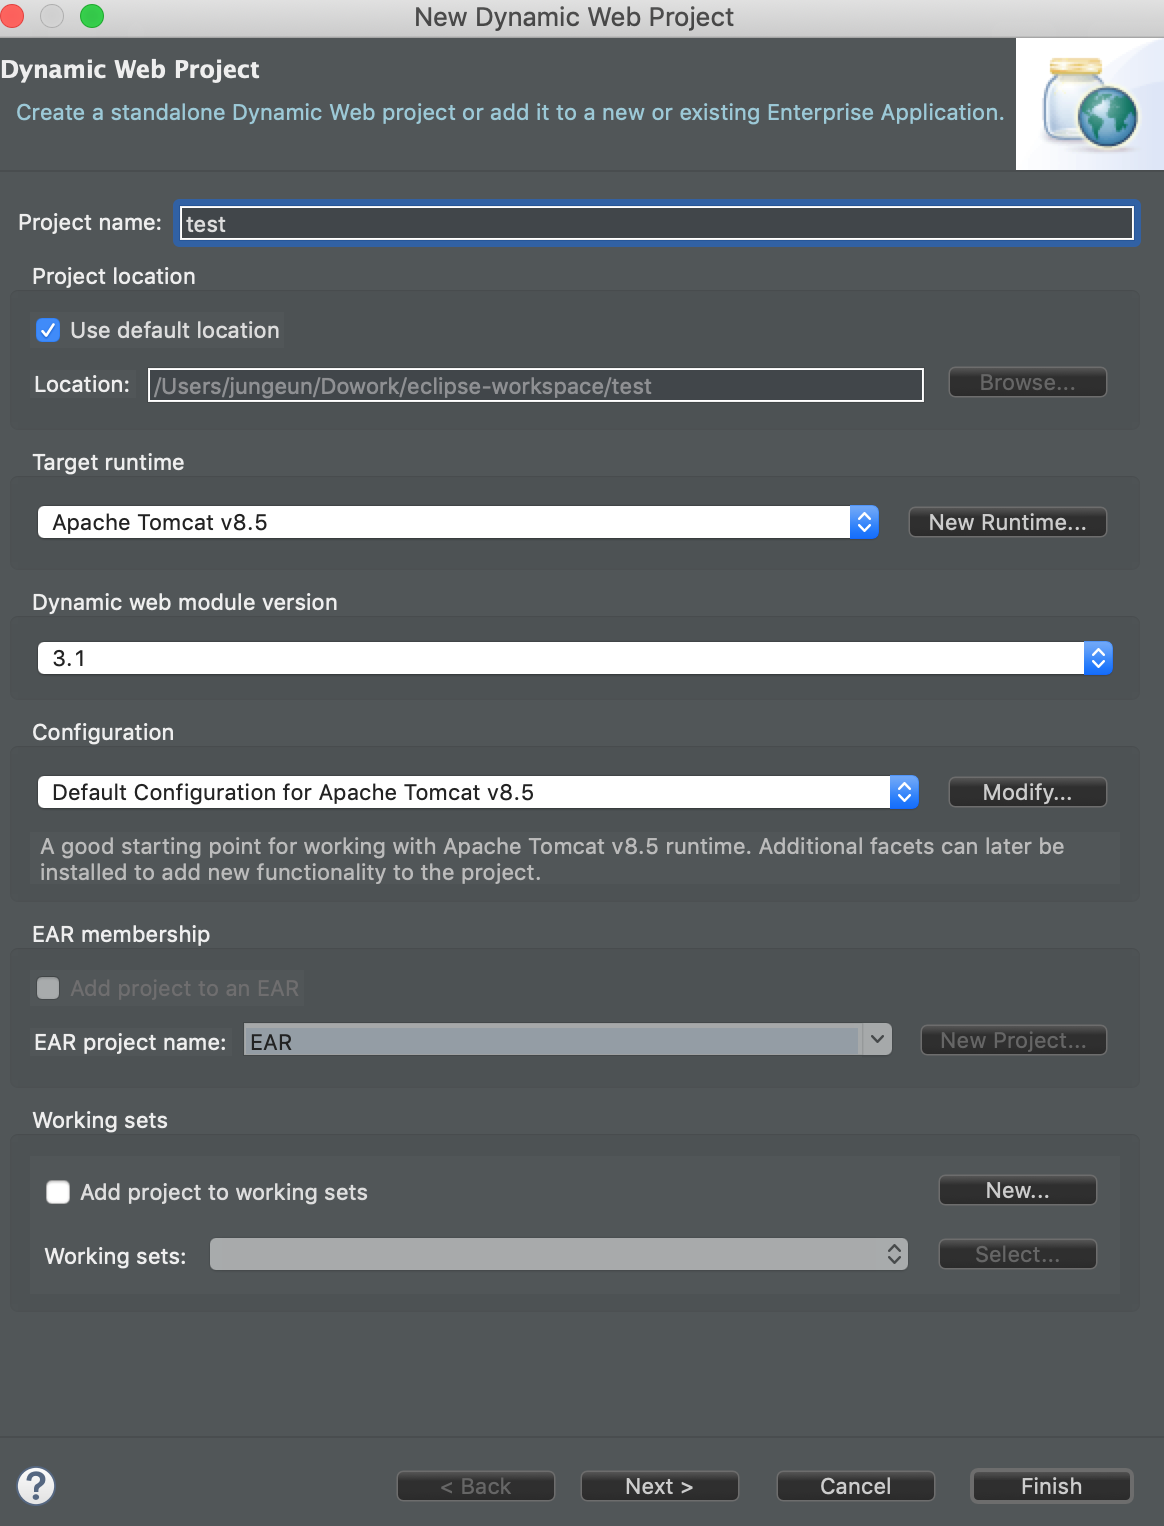 New Dynamic Web Project
Dynamic Web Project
Create a standalone Dynamic Web project or add it to a new or existing Enterprise Application.
Project name: test
Project location
Use default location
Location: /Users/jungeun/Dowork/eclipse-workspace/test Browse...
Target runtime
Apache Tomcat v8.5 New Runtime...
Dynamic web module version
3.1
Configuration
Default Configuration for Apache Tomcat v8.5 Modify...
A good starting point for working with Apache Tomcat v8.5 runtime. Additional facets can later be
installed to add new functionality to the project.
EAR membership
Add project to an EAR
EAR project name: EAR New Project...
Working sets
Add project to working sets New...
Working sets: Select...
? < Back Next > Cancel Finish